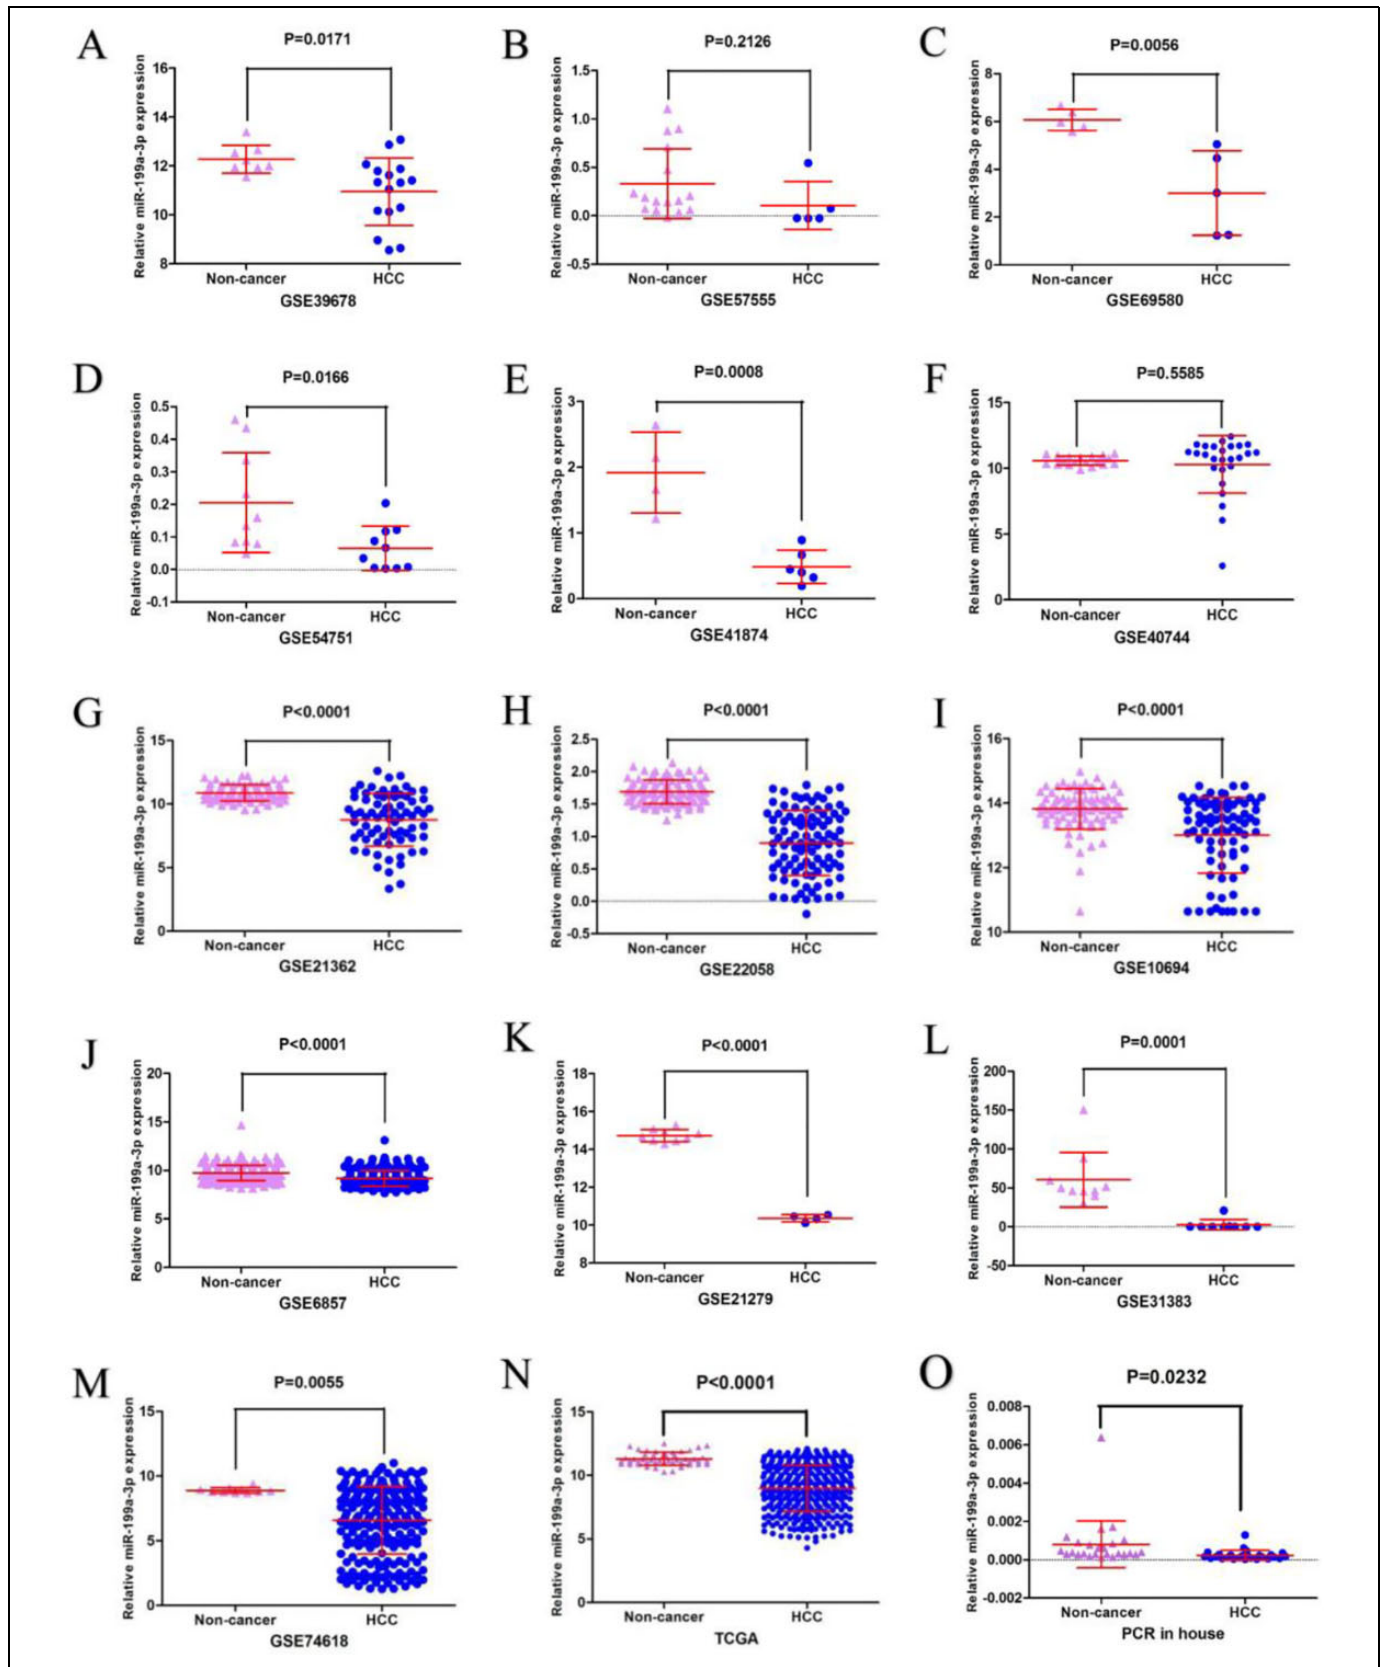 A
P=0.0171
Relative miR-199a-3p expression
16
14
12
10
8
Non-cancer HCC
GSE39678
B
P=0.2126
Relative miR-199a-3p expression
1.5
1.0
0.5
0.0
-0.5
Non-cancer HCC
GSE57555
C
P=0.0056
Relative miR-199a-3p expression
8
6
4
2
0
Non-cancer HCC
GSE69580
D
P=0.0166
Relative miR-199a-3p expression
0.5
0.4
0.3
0.2
0.1
0.0
-0.1
Non-cancer HCC
GSE54751
E
P=0.0008
Relative miR-199a-3p expression
3
2
1
0
Non-cancer HCC
GSE41874
F
P=0.5585
Relative miR-199a-3p expression
15
10
5
0
Non-cancer HCC
GSE40744
G
P<0.0001
Relative miR-199a-3p expression
15
10
5
0
Non-cancer HCC
GSE21362
H
P<0.0001
Relative miR-199a-3p expression
2.5
2.0
1.5
1.0
0.5
0.0
-0.5
Non-cancer HCC
GSE22058
I
P<0.0001
Relative miR-199a-3p expression
16
14
12
10
Non-cancer HCC
GSE10694
J
P<0.0001
Relative miR-199a-3p expression
20
15
10
5
0
Non-cancer HCC
GSE6857
K
P<0.0001
Relative miR-199a-3p expression
18
16
14
12
10
8
Non-cancer HCC
GSE21279
L
P=0.0001
Relative miR-199a-3p expression
200
150
100
50
0
-50
Non-cancer HCC
GSE31383
M
P=0.0055
Relative miR-199a-3p expression
15
10
5
0
Non-cancer HCC
GSE74618
N
P<0.0001
Relative miR-199a-3p expression
15
10
5
0
Non-cancer HCC
TCGA
O
P=0.0232
Relative miR-199a-3p expression
0.008
0.006
0.004
0.002
0.000
-0.002
Non-cancer HCC
PCR in house